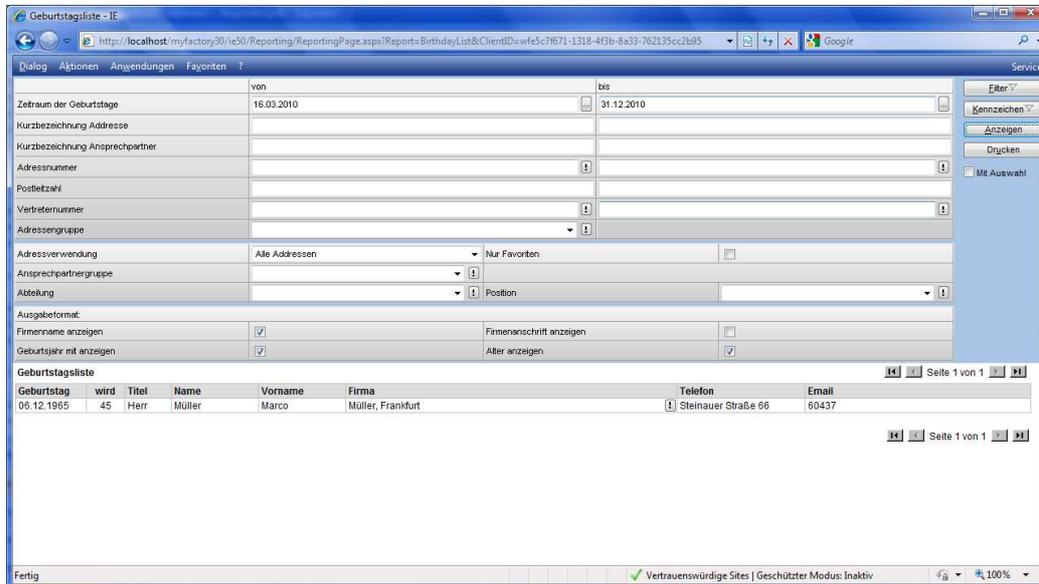 Geburtstagsliste - IE
http://localhost/myfactory30/ie50/Reporting/ReportingPage.aspx?Report=BirthdayList&ClientID=wfe5c7f671-1318-4f3b-8a33-762135cc2b95
Google
Dialog Aktionen Anwendungen Favoriten ?
Service
von bis
Filter
Zeitraum der Geburtstage 16.03.2010 ... 31.12.2010 ...
Kennzeichen
Kurzbezeichnung Addresse
Anzeigen
Kurzbezeichnung Ansprechpartner
Drucken
Adressnummer ! !
Mit Auswahl
Postleitzahl
Vertreternummer ! !
Adressengruppe !
Adressverwendung Alle Addressen Nur Favoriten
Ansprechpartnergruppe !
Abteilung ! Position !
Ausgabeformat:
Firmenname anzeigen Firmenanschrift anzeigen
Geburtsjahr mit anzeigen Alter anzeigen
Geburtstagsliste Seite 1 von 1
Geburtstag wird Titel Name Vorname Firma Telefon Email
06.12.1965 45 Herr Müller Marco Müller, Frankfurt ! Steinauer Straße 66 60437
Seite 1 von 1
Fertig Vertrauenswürdige Sites | Geschützter Modus: Inaktiv 100%